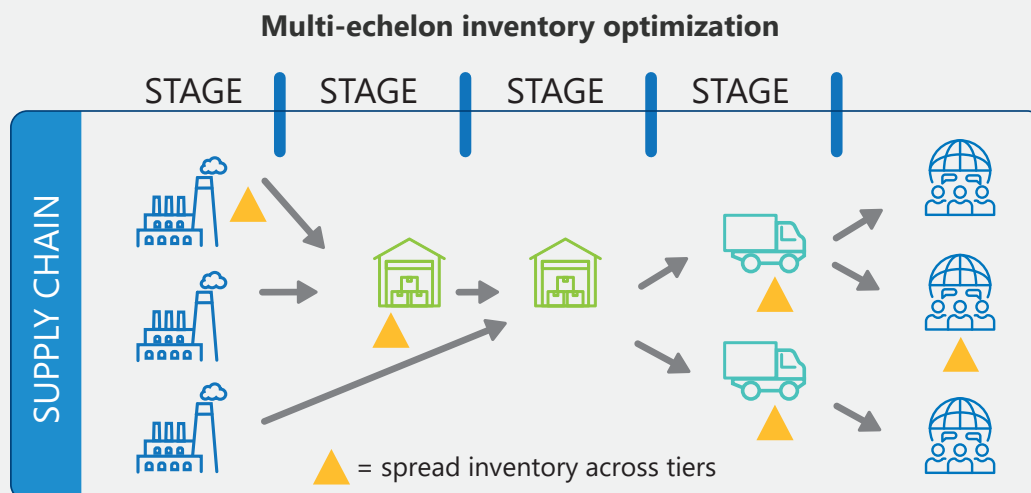 Multi-echelon inventory optimization
STAGE STAGE STAGE STAGE
SUPPLY CHAIN
= spread inventory across tiers